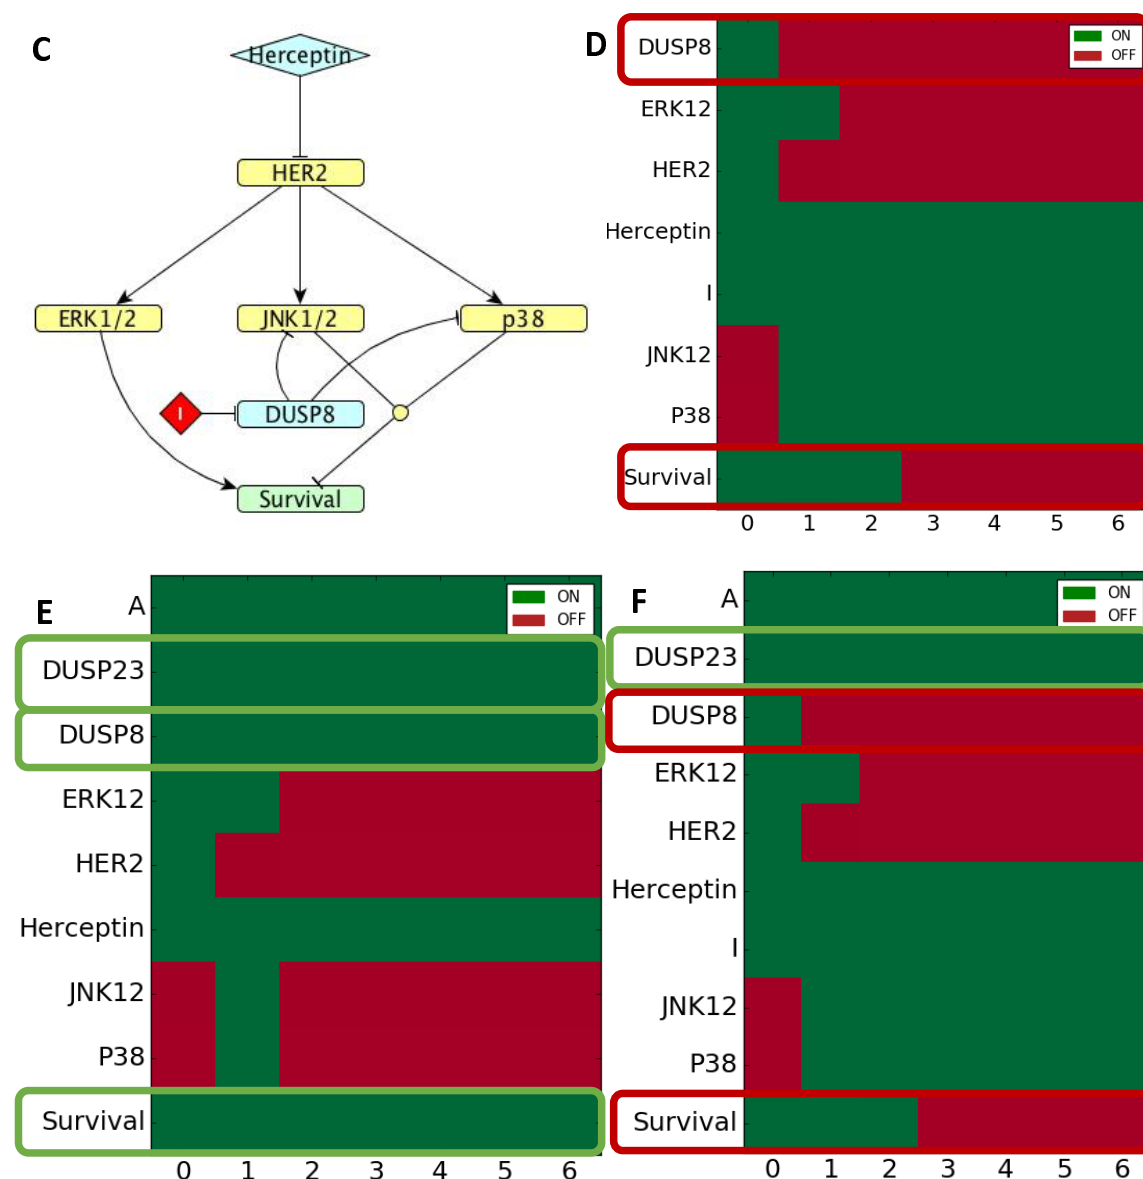 C
Herceptin
HER2
ERK1/2
JNK1/2
p38
I
DUSP8
Survival
D
ON
OFF
DUSP8
ERK12
HER2
Herceptin
I
JNK12
P38
Survival
0 1 2 3 4 5 6
E
ON
OFF
A
DUSP23
DUSP8
ERK12
HER2
Herceptin
JNK12
P38
Survival
0 1 2 3 4 5 6
F
ON
OFF
A
DUSP23
DUSP8
ERK12
HER2
Herceptin
I
JNK12
P38
Survival
0 1 2 3 4 5 6